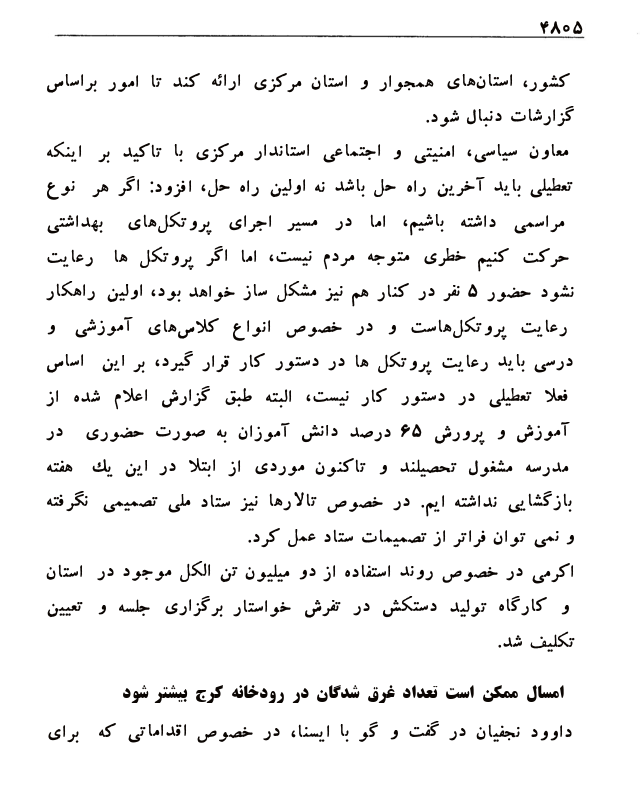 ۴۸۰۵
کشور، استان‌های همجوار و استان مرکزی ارائه کند تا امور براساس
گزارشات دنبال شود.
معاون سیاسی، امنیتی و اجتماعی استاندار مرکزی با تاکید بر اینکه
تعطیلی باید آخرین راه حل باشد نه اولین راه حل، افزود: اگر هر نوع
مراسمی داشته باشیم، اما در مسیر اجرای پروتکل‌های بهداشتی
حرکت کنیم خطری متوجه مردم نیست، اما اگر پروتکل ها رعایت
نشود حضور ۵ نفر در کنار هم نیز مشکل ساز خواهد بود، اولین راهکار
رعایت پروتکل‌هاست و در خصوص انواع کلاس‌های آموزشی و
درسی باید رعایت پروتکل ها در دستور کار قرار گیرد، بر این اساس
فعلا تعطیلی در دستور کار نیست، البته طبق گزارش اعلام شده از
آموزش و پرورش ۶۵ درصد دانش آموزان به صورت حضوری در
مدرسه مشغول تحصیلند و تاکنون موردی از ابتلا در این یك هفته
بازگشایی نداشته ایم. در خصوص تالارها نیز ستاد ملی تصمیمی نگرفته
و نمی توان فراتر از تصمیمات ستاد عمل کرد.
اکرمی در خصوص روند استفاده از دو میلیون تن الکل موجود در استان
و کارگاه تولید دستکش در تفرش خواستار برگزاری جلسه و تعیین
تکلیف شد.
امسال ممکن است تعداد غرق شدگان در رودخانه کرج بیشتر شود
داوود نجفیان در گفت و گو با ایسنا، در خصوص اقداماتی که برای